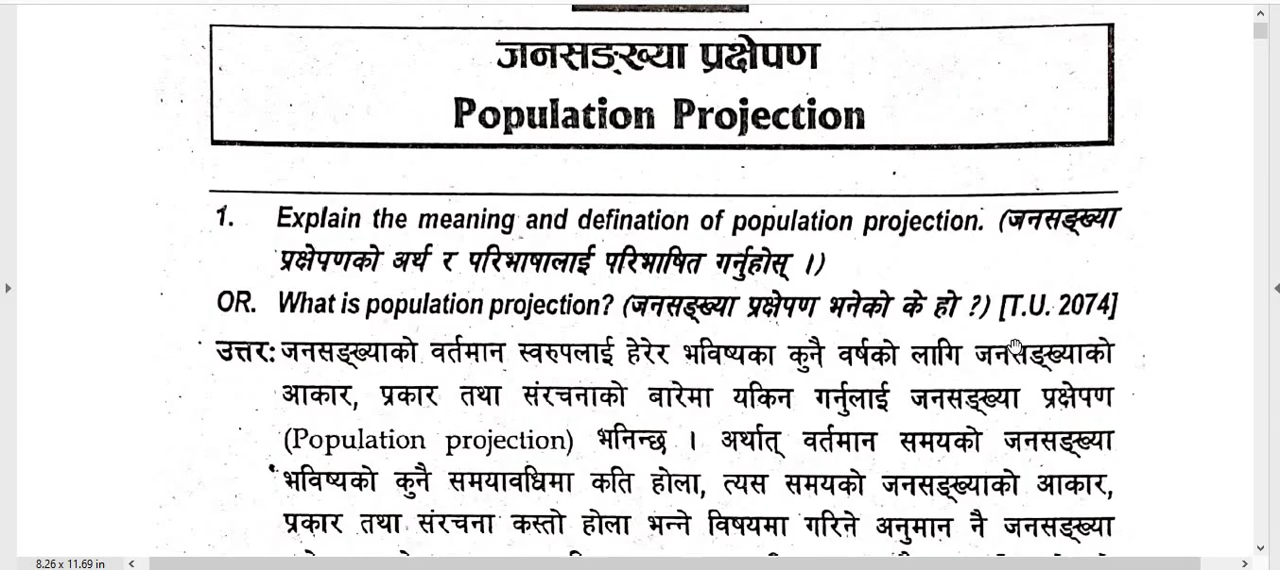 जनसङ्ख्या प्रक्षेपण
Population Projection
1. Explain the meaning and defination of population projection. (जनसङ्ख्या
प्रक्षेपणको अर्थ र परिभाषालाई परिभाषित गर्नुहोस् ।)
OR. What is population projection? (जनसङ्ख्या प्रक्षेपण भनेको के हो ?) [T.U. 2074]
उत्तर: जनसङ्ख्याको वर्तमान स्वरुपलाई हेरेर भविष्यका कुनै वर्षको लागि जनसङ्ख्याको
आकार, प्रकार तथा संरचनाको बारेमा यकिन गर्नुलाई जनसङ्ख्या प्रक्षेपण
(Population projection) भनिन्छ । अर्थात् वर्तमान समयको जनसङ्ख्या
भविष्यको कुनै समयावधिमा कति होला, त्यस समयको जनसङ्ख्याको आकार,
प्रकार तथा संरचना कस्तो होला भन्ने विषयमा गरिने अनुमान नै जनसङ्ख्या
8.26 x 11.69 in